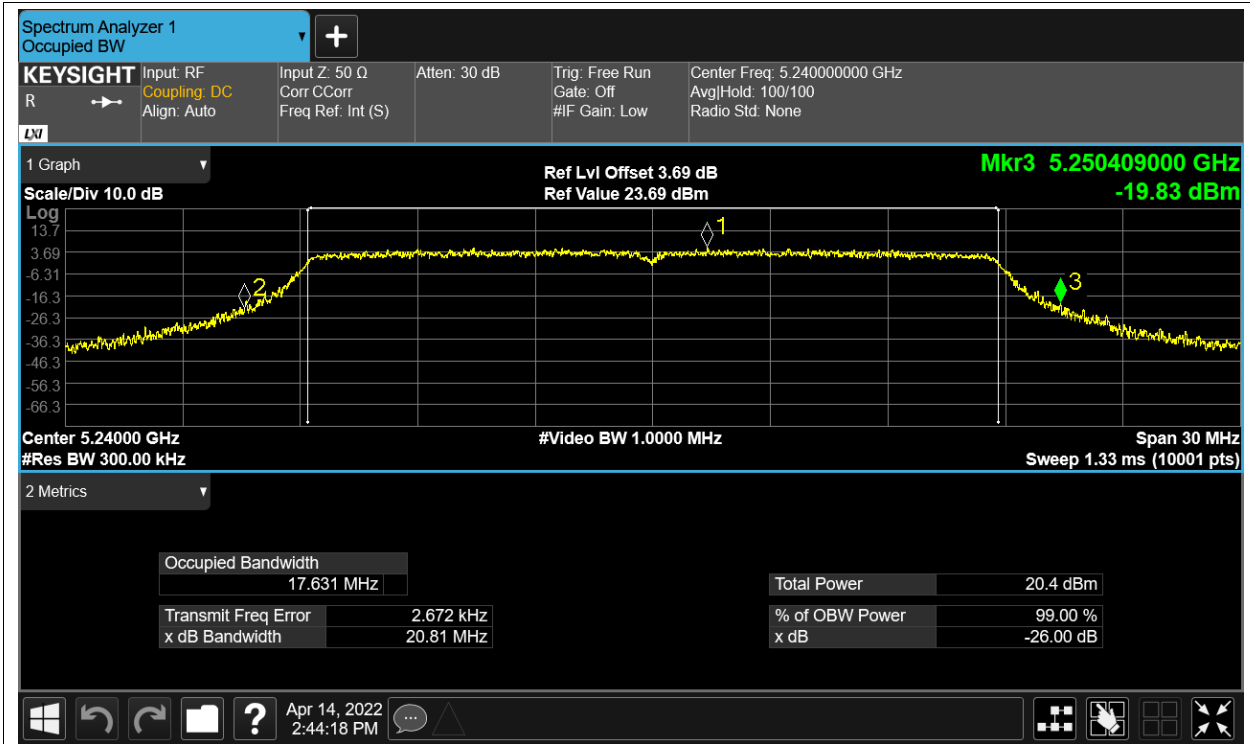 Spectrum Analyzer 1
Occupied BW
KEYSIGHT
R
LXI
Input: RF
Coupling: DC
Align: Auto
Input Z: 50 Ω
Corr CCorr
Freq Ref: Int (S)
Atten: 30 dB
Trig: Free Run
Gate: Off
#IF Gain: Low
Center Freq: 5.240000000 GHz
Avg|Hold: 100/100
Radio Std: None
1 Graph
Scale/Div 10.0 dB
Ref Lvl Offset 3.69 dB
Ref Value 23.69 dBm
Mkr3 5.250409000 GHz
-19.83 dBm
Log
13.7
3.69
-6.31
-16.3
-26.3
-36.3
-46.3
-56.3
-66.3
1
2
3
Center 5.24000 GHz
#Video BW 1.0000 MHz
Span 30 MHz
#Res BW 300.00 kHz
Sweep 1.33 ms (10001 pts)
2 Metrics
Occupied Bandwidth
17.631 MHz
Total Power 20.4 dBm
Transmit Freq Error 2.672 kHz
% of OBW Power 99.00 %
x dB Bandwidth 20.81 MHz
x dB -26.00 dB
?
Apr 14, 2022
2:44:18 PM